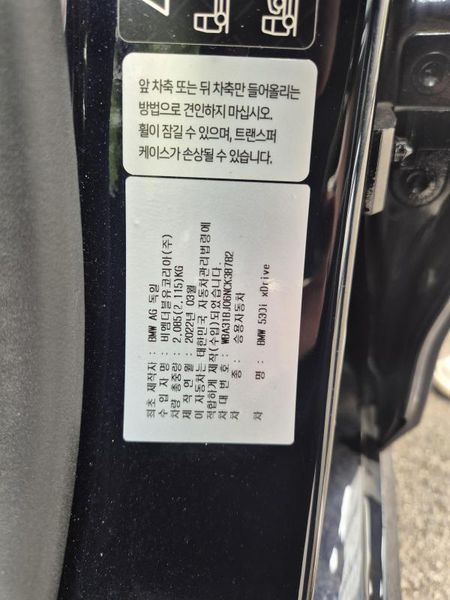 앞 차축 또는 뒤 차축만 들어올리는
방법으로 견인하지 마십시오.
휠이 잠길 수 있으며, 트랜스퍼
케이스가 손상될 수 있습니다.
최초 제작자 : BMW AG 독일
수 입 자 명 : 비엠더블유코리아(주)
차량 총중량 : 2,085(2,115)KG
제 작 연 월 : 2022년 03월
이 자동차는 대한민국 자동차관리법령에
적합하게 제작(수입)되었습니다.
차 대 번 호 : WBA31BJ06NCK38782
차 종 : 승용자동차
차 명 : BMW 530i xDrive